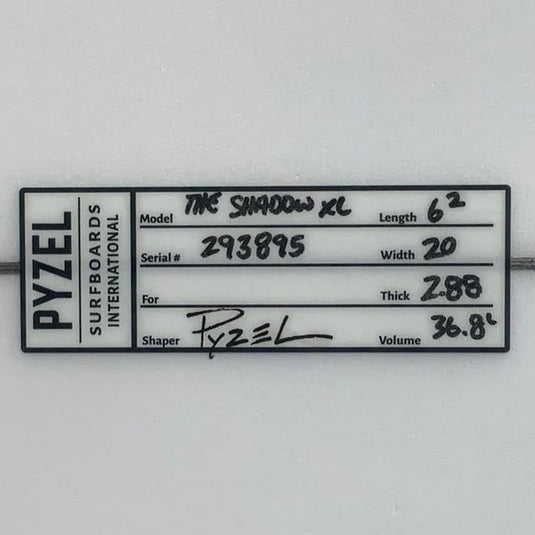 PYZEL
SURFBOARDS
INTERNATIONAL
Model THE SHADOW XL Length 6 2
Serial # 293895 Width 20
For Thick 2.88
Shaper PYZEL Volume 36.8L